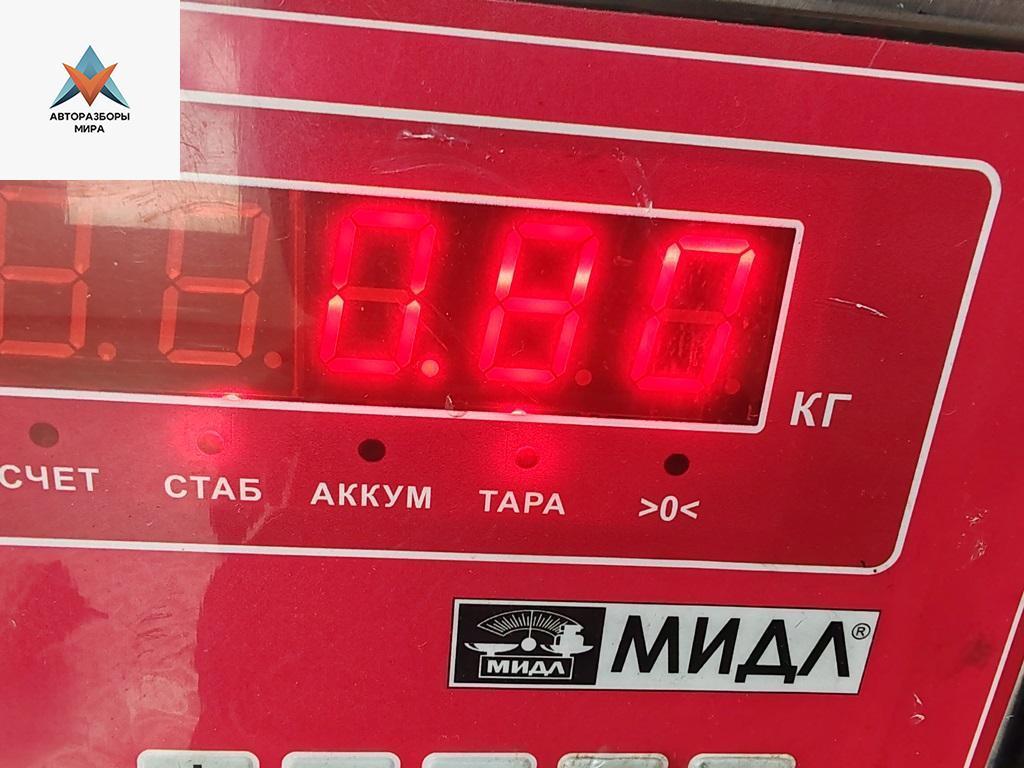 АВТОРАЗБОРЫ
МИРА
0.80
КГ
СЧЕТ
СТАБ
АККУМ
ТАРА
>0<
МИДЛ
МИДЛ®